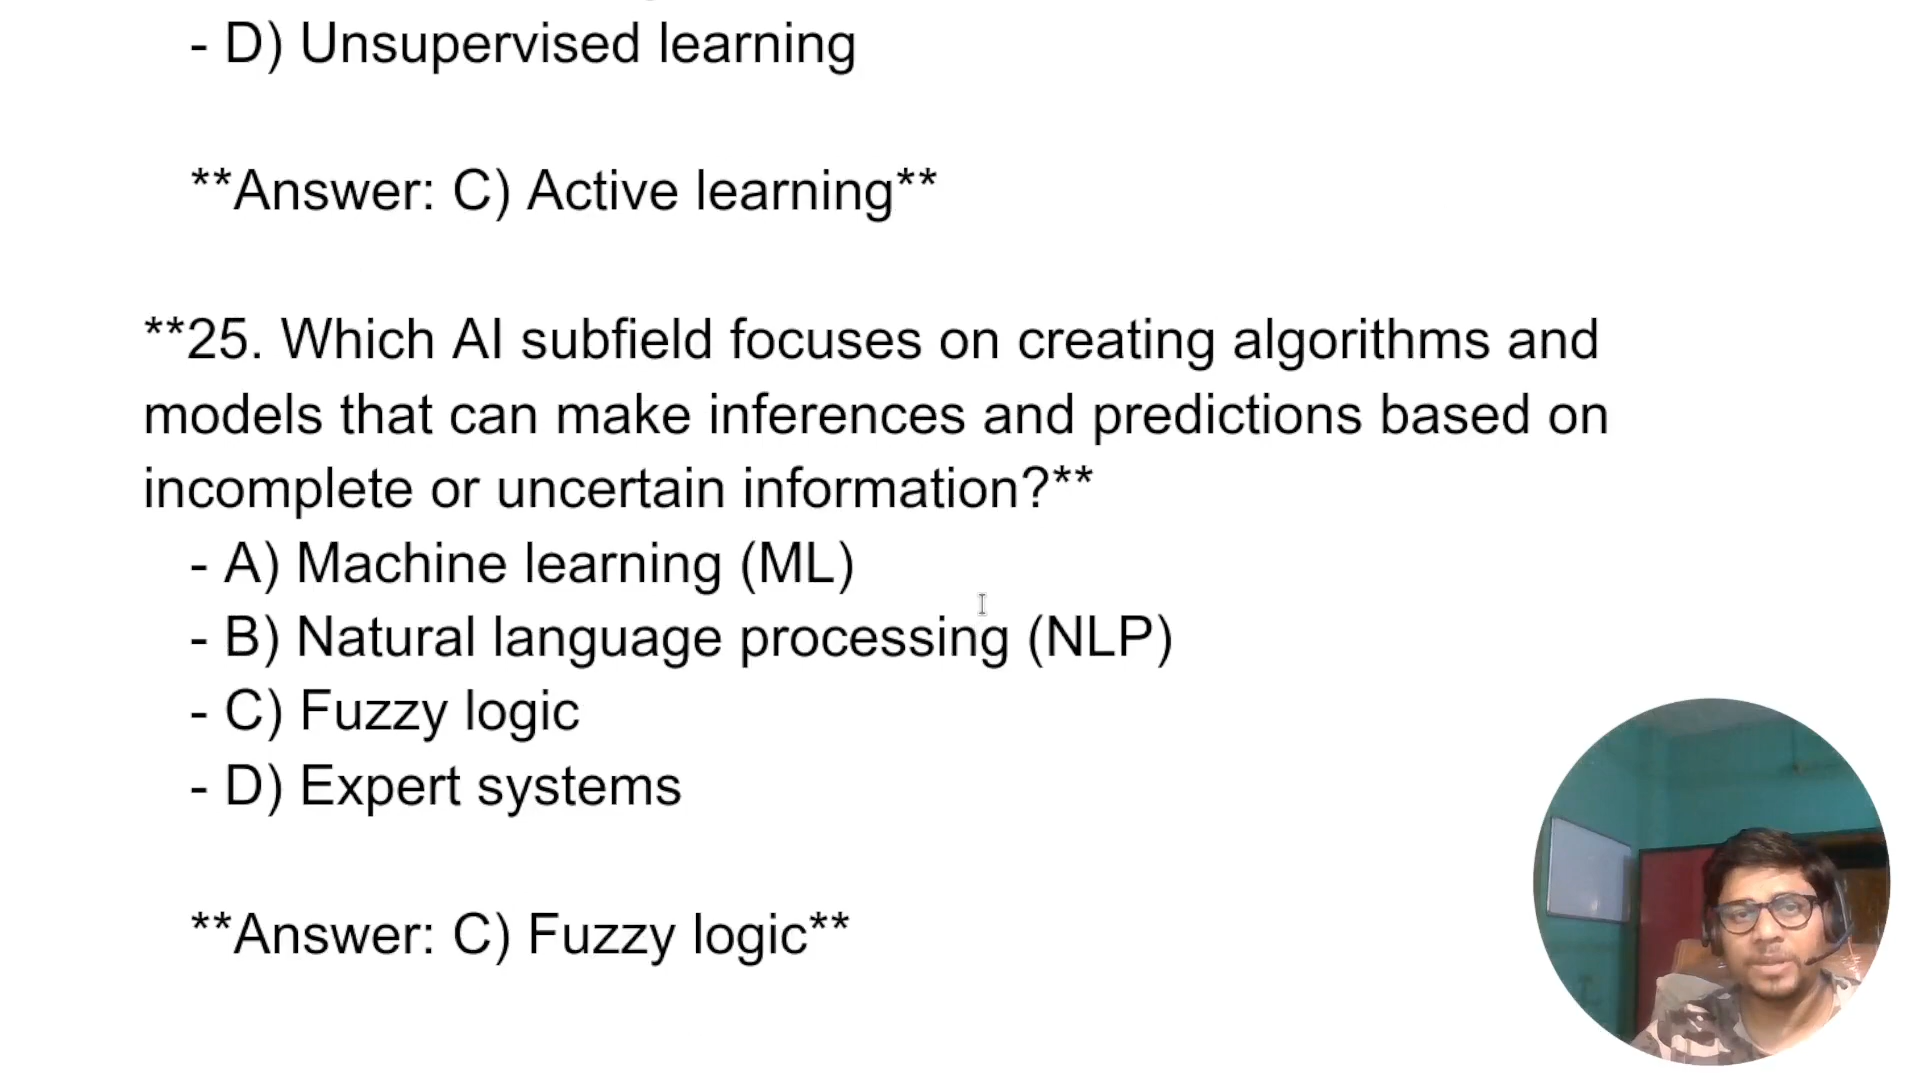 - D) Unsupervised learning
**Answer: C) Active learning**
**25. Which AI subfield focuses on creating algorithms and
models that can make inferences and predictions based on
incomplete or uncertain information?**
- A) Machine learning (ML)
- B) Natural language processing (NLP)
- C) Fuzzy logic
- D) Expert systems
**Answer: C) Fuzzy logic**